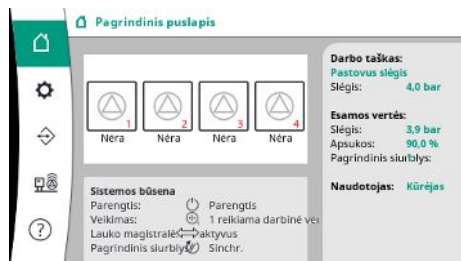 Pagrindinis puslapis
1 2 3 4
Nėra Nėra Nėra Nėra
Sistemos būsena
Parengtis: Parengtis
Veikimas: 1 reikiama darbinė
Lauko magistralė: aktyvus
Pagrindinis siurblys: Sinchr.
Darbo taškas:
Pastovus slėgis
Slėgis: 4,0 bar
Esamos vertės:
Slėgis: 3,9 bar
Apsukos: 90,0 %
Pagrindinis siurblys:
Naudotojas: Kūrėjas
?